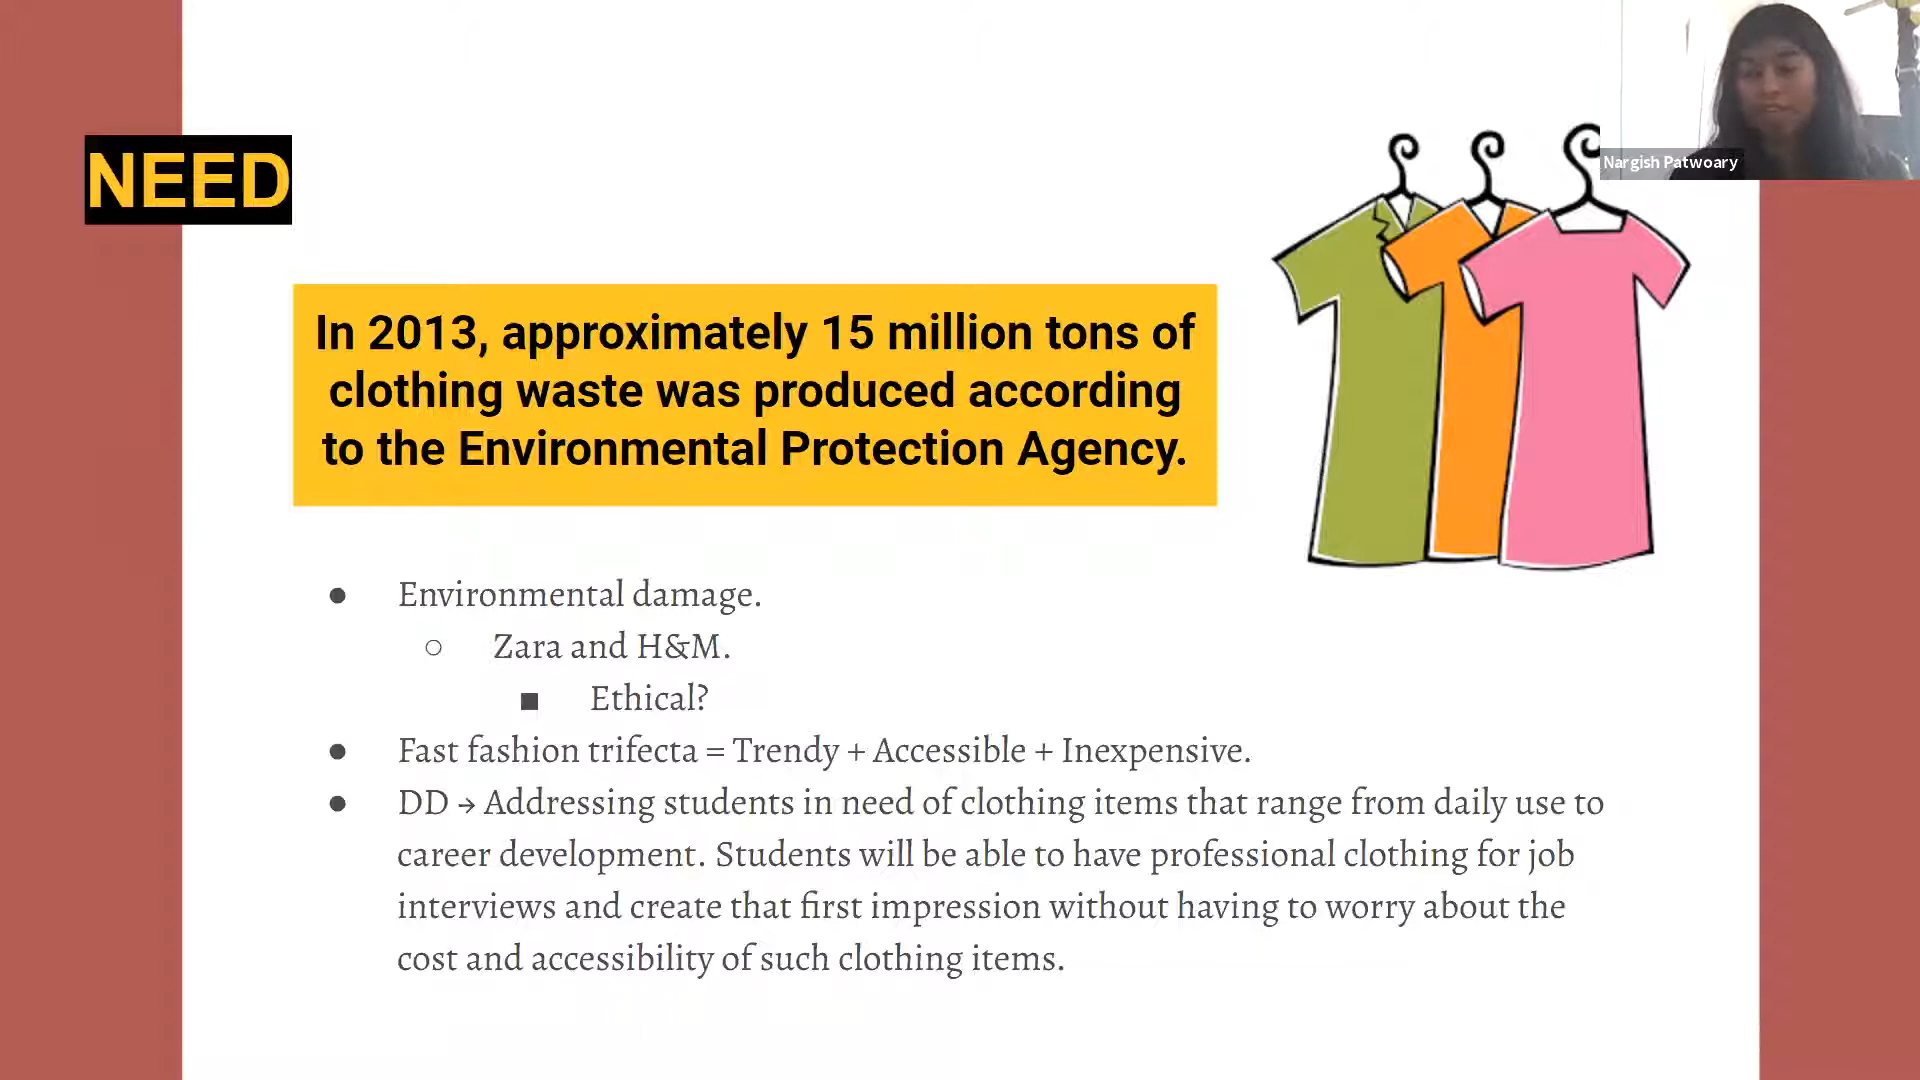 NEED
Nargish Patwoary
In 2013, approximately 15 million tons of
clothing waste was produced according
to the Environmental Protection Agency.
● Environmental damage.
○ Zara and H&M.
■ Ethical?
● Fast fashion trifecta = Trendy + Accessible + Inexpensive.
● DD → Addressing students in need of clothing items that range from daily use to
career development. Students will be able to have professional clothing for job
interviews and create that first impression without having to worry about the
cost and accessibility of such clothing items.